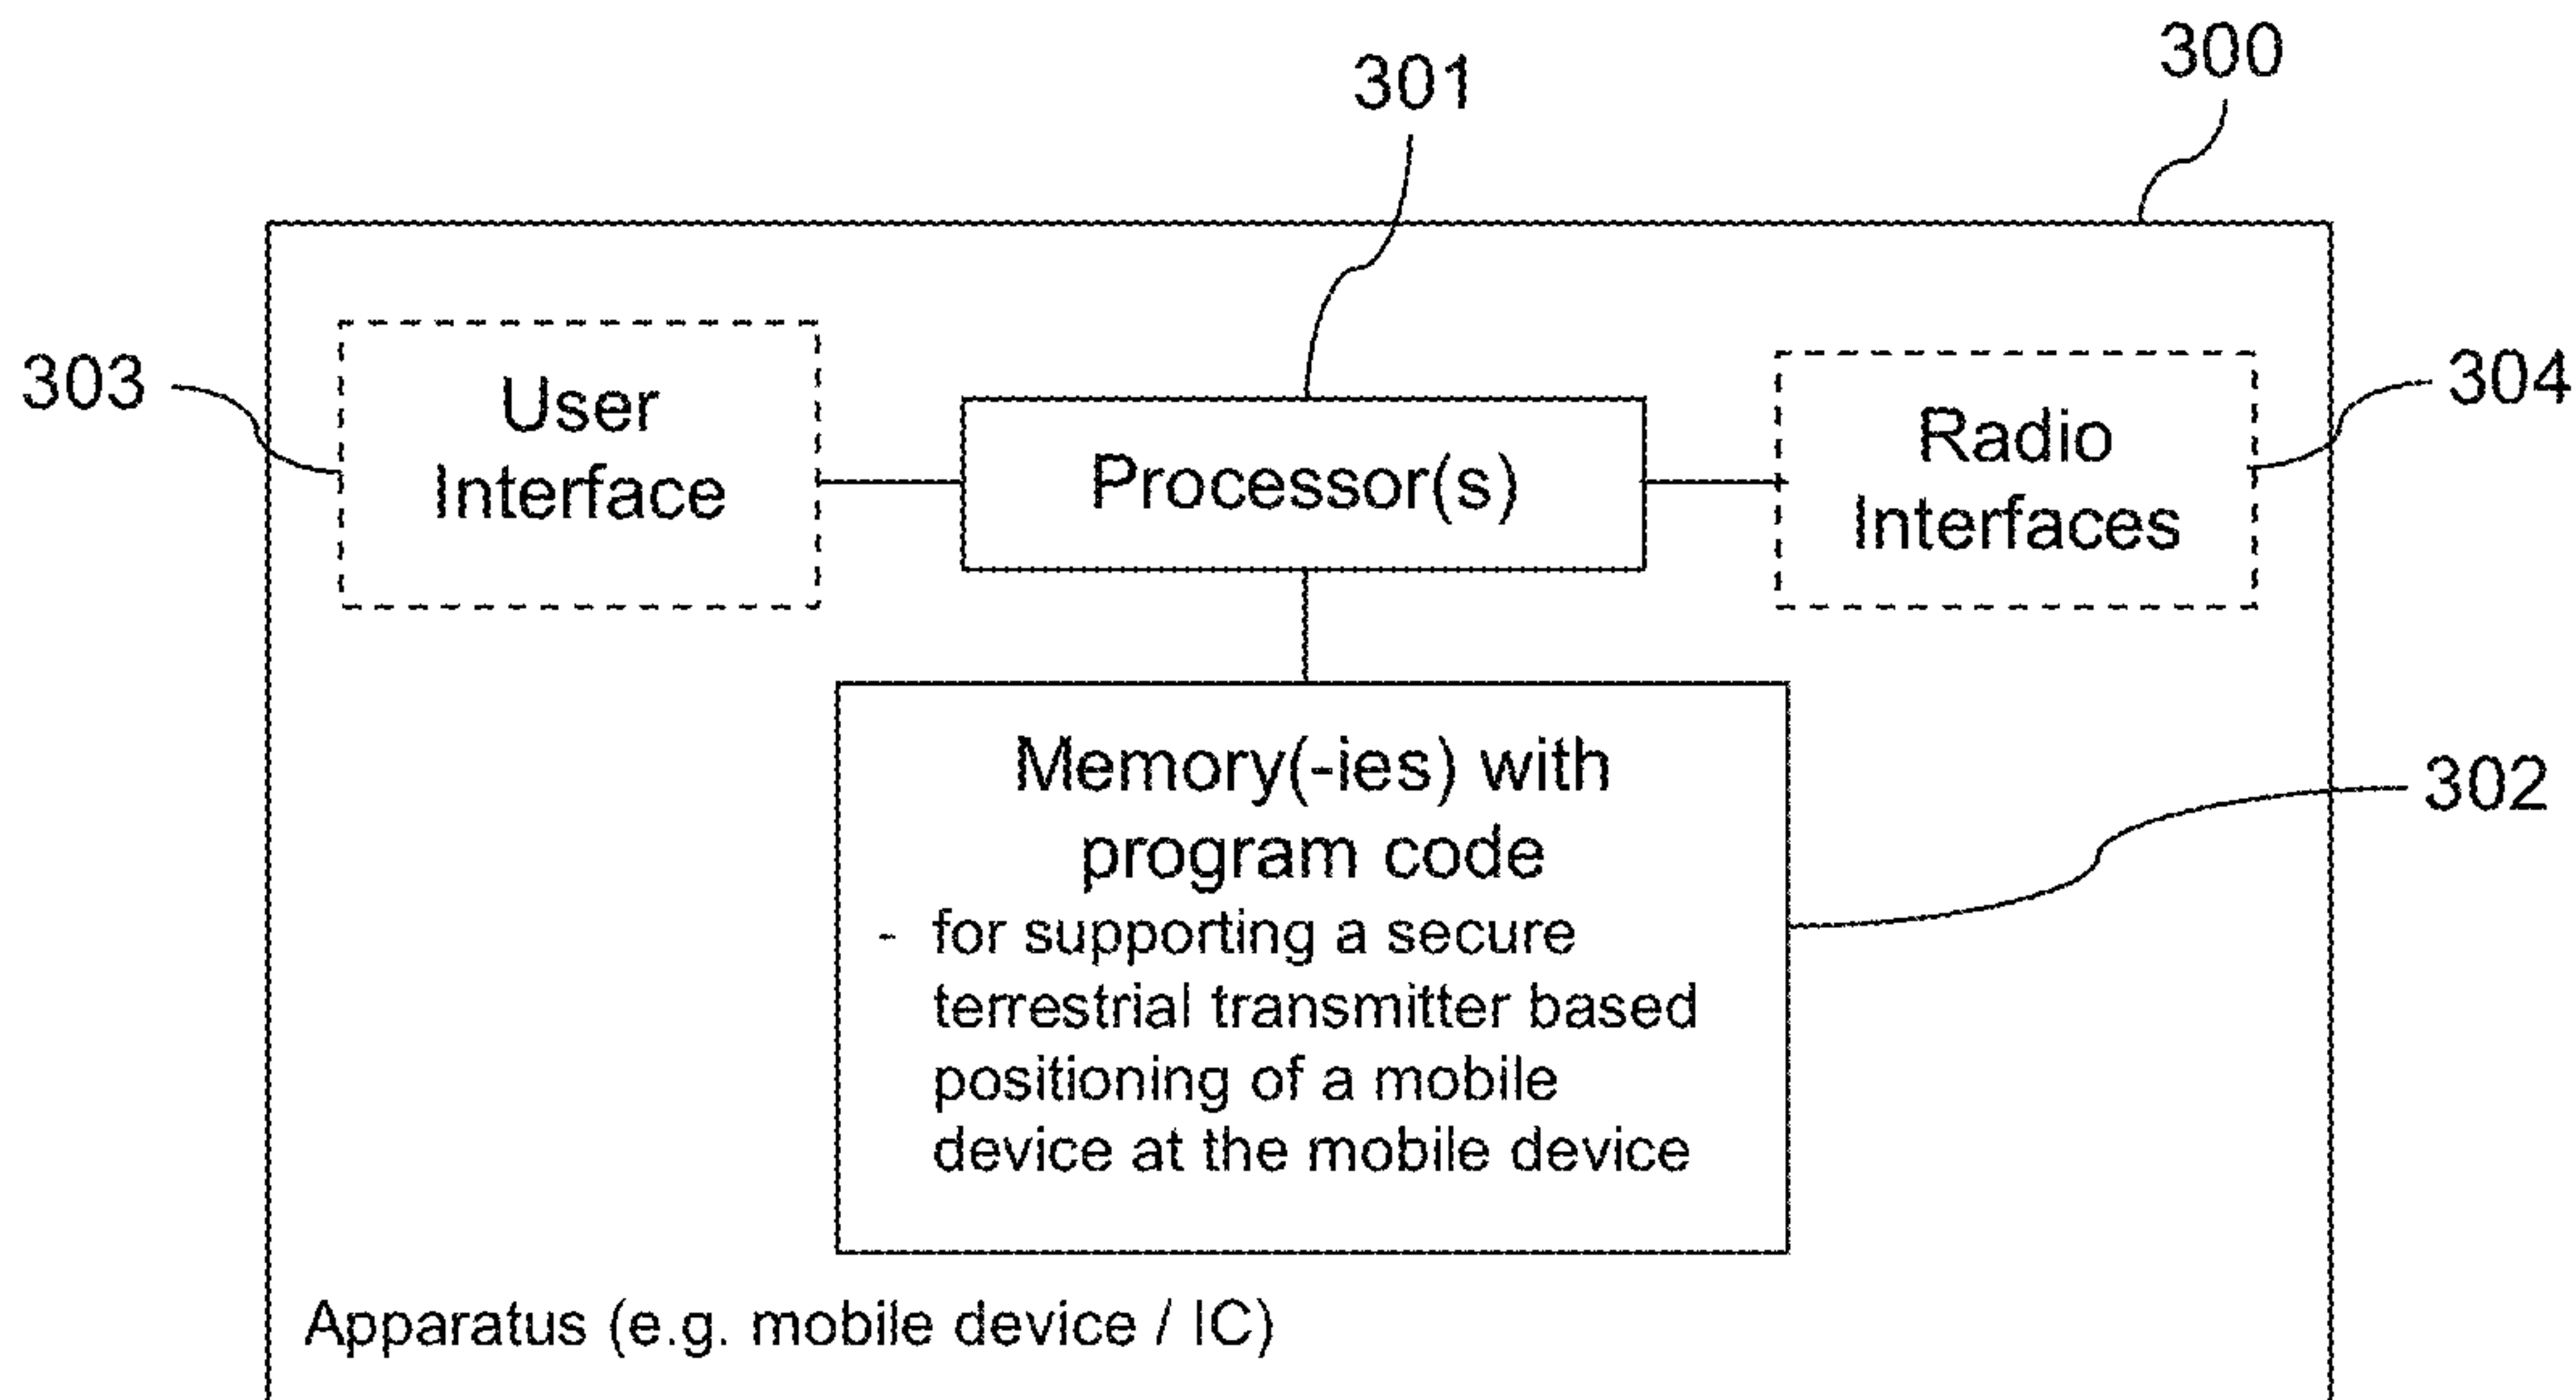 300
301
303
User
Interface
Processor(s)
Radio
Interfaces
304
Memory(-ies) with
program code
- for supporting a secure
terrestrial transmitter based
positioning of a mobile
device at the mobile device
302
Apparatus (e.g. mobile device / IC)